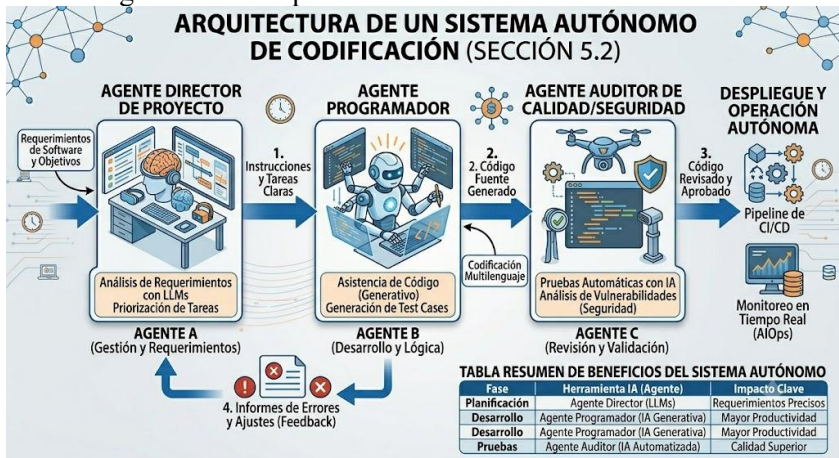 ARQUITECTURA DE UN SISTEMA AUTÓNOMO
DE CODIFICACIÓN (SECCIÓN 5.2)
AGENTE DIRECTOR
DE PROYECTO
AGENTE
PROGRAMADOR
AGENTE AUDITOR DE
CALIDAD/SEGURIDAD
DESPLIEGUE Y
OPERACIÓN
AUTÓNOMA
Requerimientos
de Software
y Objetivos
1.
Instrucciones
y Tareas
Claras
2.
2. Código
Fuente
Generado
3.
Código
Revisado y
Aprobado
Pipeline de
CI/CD
Codificación
Multilenguaje
Análisis de Requerimientos
con LLMs
Priorización de Tareas
Asistencia de Código
(Generativo)
Generación de Test Cases
Pruebas Automáticas con IA
Análisis de Vulnerabilidades
(Seguridad)
Monitoreo en
Tiempo Real
(AIOps)
AGENTE A
(Gestión y Requerimientos)
AGENTE B
(Desarrollo y Lógica)
AGENTE C
(Revisión y Validación)
4. Informes de Errores
y Ajustes (Feedback)
TABLA RESUMEN DE BENEFICIOS DEL SISTEMA AUTÓNOMO
Fase Herramienta IA (Agente) Impacto Clave
Planificación Agente Director (LLMs) Requerimientos Precisos
Desarrollo Agente Programador (IA Generativa) Mayor Productividad
Desarrollo Agente Programador (IA Generativa) Mayor Productividad
Pruebas Agente Auditor (IA Automatizada) Calidad Superior